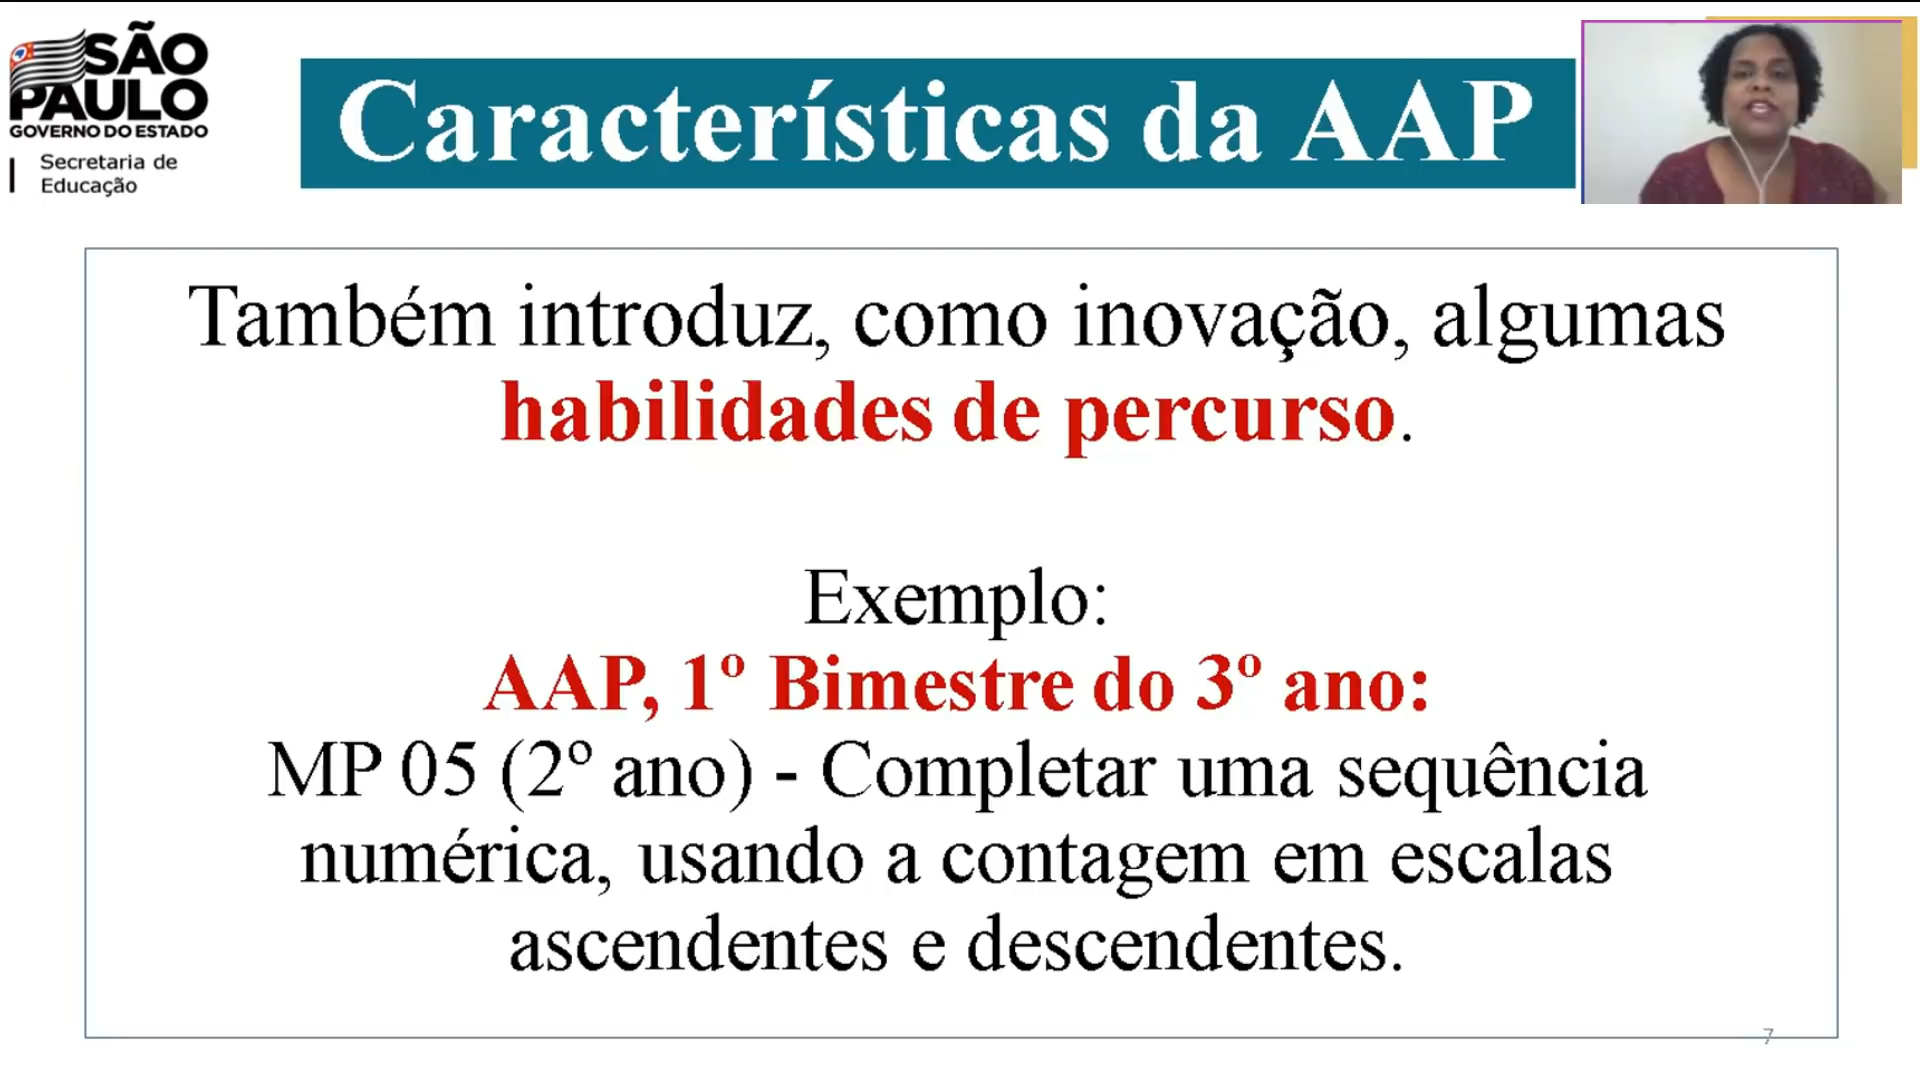 SÃO
PAULO
GOVERNO DO ESTADO
Secretaria de
Educação
Características da AAP
Também introduz, como inovação, algumas
habilidades de percurso.
Exemplo:
AAP, 1º Bimestre do 3º ano:
MP 05 (2º ano) - Completar uma sequência
numérica, usando a contagem em escalas
ascendentes e descendentes.
7